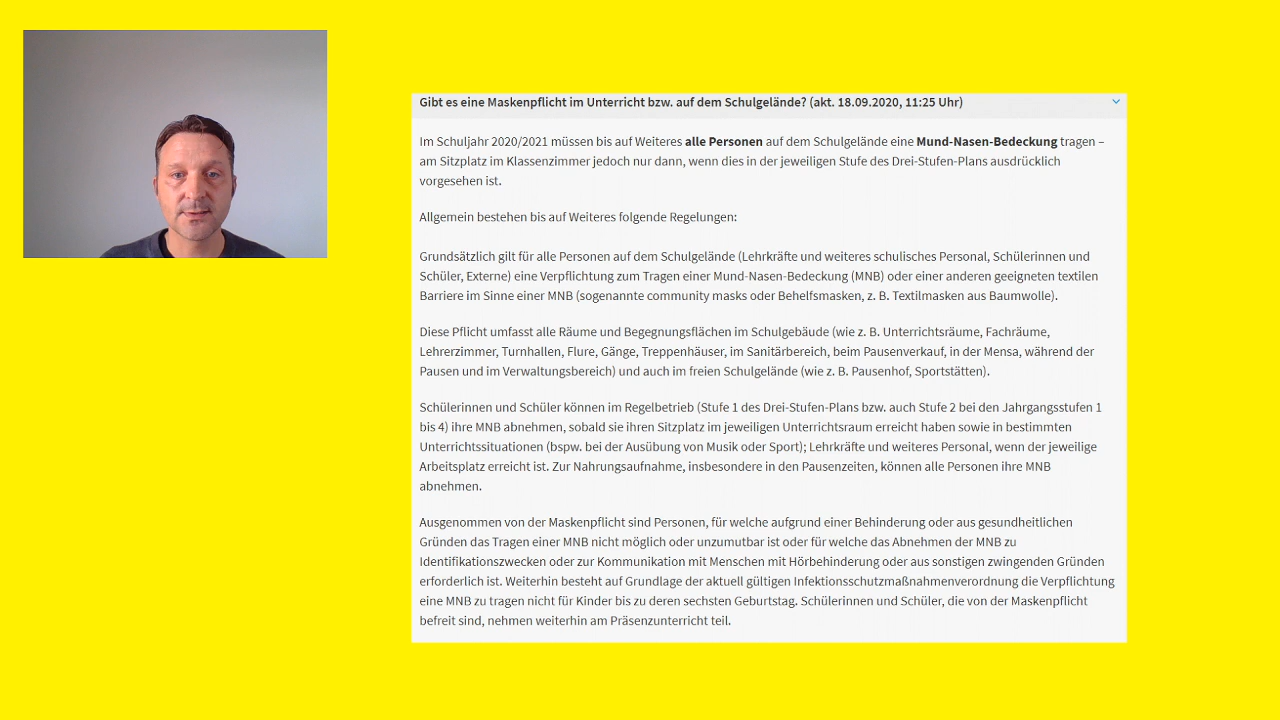 Gibt es eine Maskenpflicht im Unterricht bzw. auf dem Schulgelände? (akt. 18.09.2020, 11:25 Uhr)
Im Schuljahr 2020/2021 müssen bis auf Weiteres alle Personen auf dem Schulgelände eine Mund-Nasen-Bedeckung tragen –
am Sitzplatz im Klassenzimmer jedoch nur dann, wenn dies in der jeweiligen Stufe des Drei-Stufen-Plans ausdrücklich
vorgesehen ist.
Allgemein bestehen bis auf Weiteres folgende Regelungen:
Grundsätzlich gilt für alle Personen auf dem Schulgelände (Lehrkräfte und weiteres schulisches Personal, Schülerinnen und
Schüler, Externe) eine Verpflichtung zum Tragen einer Mund-Nasen-Bedeckung (MNB) oder einer anderen geeigneten textilen
Barriere im Sinne einer MNB (sogenannte community masks oder Behelfsmasken, z. B. Textilmasken aus Baumwolle).
Diese Pflicht umfasst alle Räume und Begegnungsflächen im Schulgebäude (wie z. B. Unterrichtsräume, Fachräume,
Lehrerzimmer, Turnhallen, Flure, Gänge, Treppenhäuser, im Sanitärbereich, beim Pausenverkauf, in der Mensa, während der
Pausen und im Verwaltungsbereich) und auch im freien Schulgelände (wie z. B. Pausenhof, Sportstätten).
Schülerinnen und Schüler können im Regelbetrieb (Stufe 1 des Drei-Stufen-Plans bzw. auch Stufe 2 bei den Jahrgangsstufen 1
bis 4) ihre MNB abnehmen, sobald sie ihren Sitzplatz im jeweiligen Unterrichtsraum erreicht haben sowie in bestimmten
Unterrichtssituationen (bspw. bei der Ausübung von Musik oder Sport); Lehrkräfte und weiteres Personal, wenn der jeweilige
Arbeitsplatz erreicht ist. Zur Nahrungsaufnahme, insbesondere in den Pausenzeiten, können alle Personen ihre MNB
abnehmen.
Ausgenommen von der Maskenpflicht sind Personen, für welche aufgrund einer Behinderung oder aus gesundheitlichen
Gründen das Tragen einer MNB nicht möglich oder unzumutbar ist oder für welche das Abnehmen der MNB zu
Identifikationszwecken oder zur Kommunikation mit Menschen mit Hörbehinderung oder aus sonstigen zwingenden Gründen
erforderlich ist. Weiterhin besteht auf Grundlage der aktuell gültigen Infektionsschutzmaßnahmenverordnung die Verpflichtung
eine MNB zu tragen nicht für Kinder bis zu deren sechsten Geburtstag. Schülerinnen und Schüler, die von der Maskenpflicht
befreit sind, nehmen weiterhin am Präsenzunterricht teil.